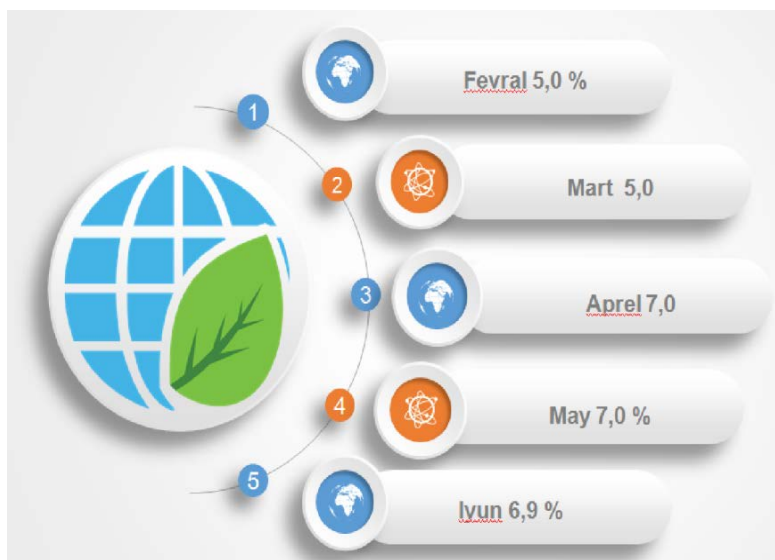 1
Fevral 5,0 %
2
Mart 5,0
3
Aprel 7,0
4
May 7,0 %
5
Iyun 6,9 %